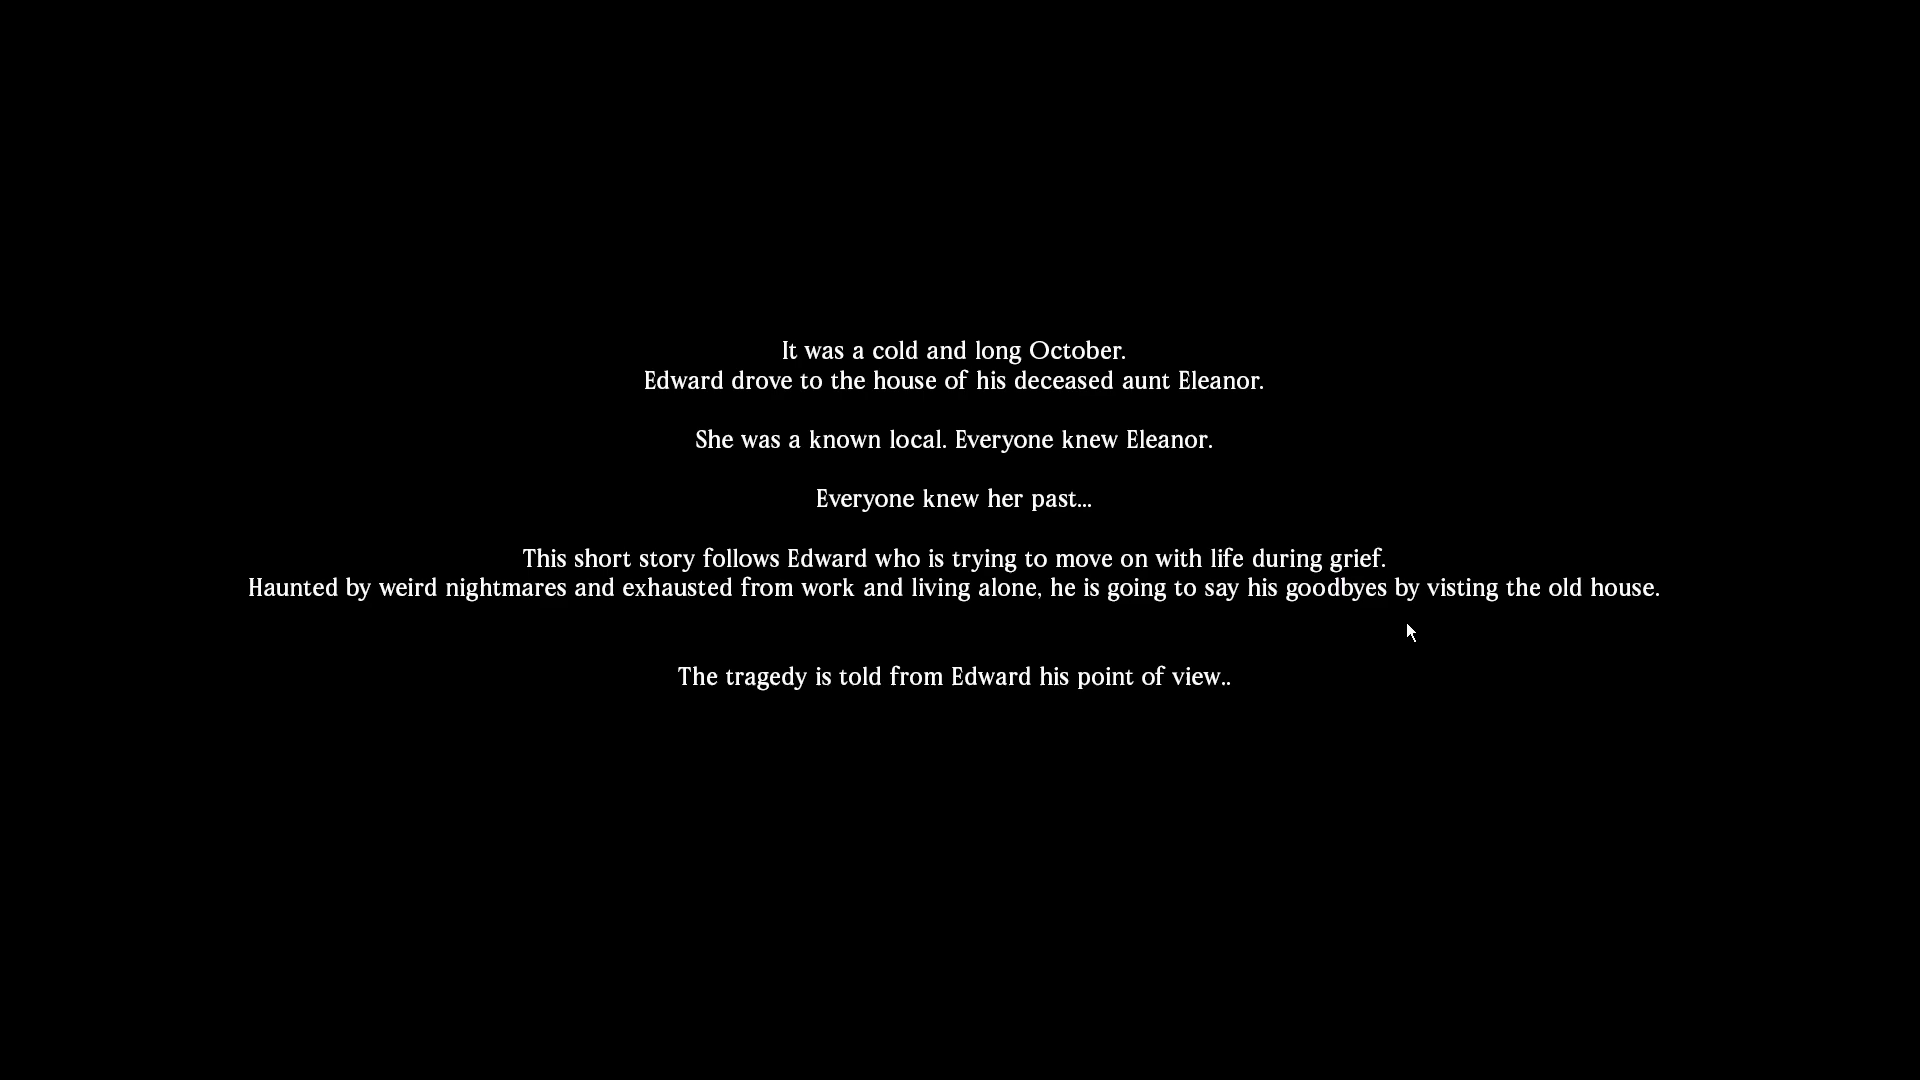 It was a cold and long October.
Edward drove to the house of his deceased aunt Eleanor.
She was a known local. Everyone knew Eleanor.
Everyone knew her past...
This short story follows Edward who is trying to move on with life during grief.
Haunted by weird nightmares and exhausted from work and living alone, he is going to say his goodbyes by visting the old house.
The tragedy is told from Edward his point of view..